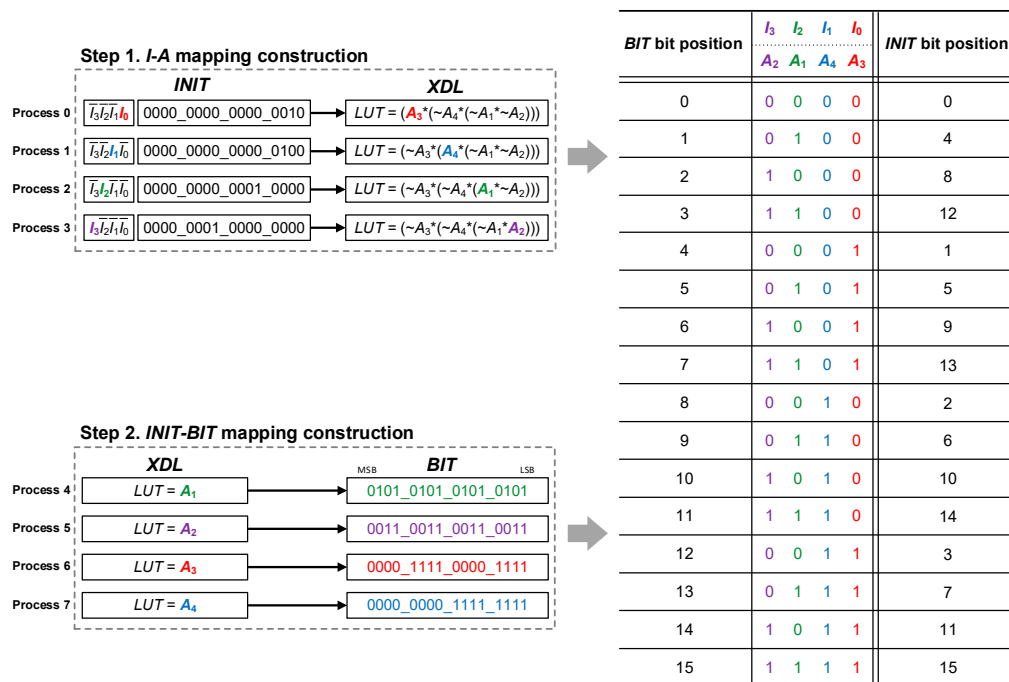 Step 1. I-A mapping construction
INIT XDL
Process 0 I̅₃I̅₂I̅₁I₀ 0000_0000_0000_0010 LUT = (A₃*(~A₄*(~A₁*~A₂)))
Process 1 I̅₃I̅₂I₁I̅₀ 0000_0000_0000_0100 LUT = (~A₃*(A₄*(~A₁*~A₂)))
Process 2 I̅₃I₂I̅₁I̅₀ 0000_0000_0001_0000 LUT = (~A₃*(~A₄*(A₁*~A₂)))
Process 3 I₃I̅₂I̅₁I̅₀ 0000_0001_0000_0000 LUT = (~A₃*(~A₄*(~A₁*A₂)))
Step 2. INIT-BIT mapping construction
XDL MSB BIT LSB
Process 4 LUT = A₁ 0101_0101_0101_0101
Process 5 LUT = A₂ 0011_0011_0011_0011
Process 6 LUT = A₃ 0000_1111_0000_1111
Process 7 LUT = A₄ 0000_0000_1111_1111
BIT bit position I₃ I₂ I₁ I₀ INIT bit position
A₂ A₁ A₄ A₃
0 0 0 0 0 0
1 0 1 0 0 4
2 1 0 0 0 8
3 1 1 0 0 12
4 0 0 0 1 1
5 0 1 0 1 5
6 1 0 0 1 9
7 1 1 0 1 13
8 0 0 1 0 2
9 0 1 1 0 6
10 1 0 1 0 10
11 1 1 1 0 14
12 0 0 1 1 3
13 0 1 1 1 7
14 1 0 1 1 11
15 1 1 1 1 15